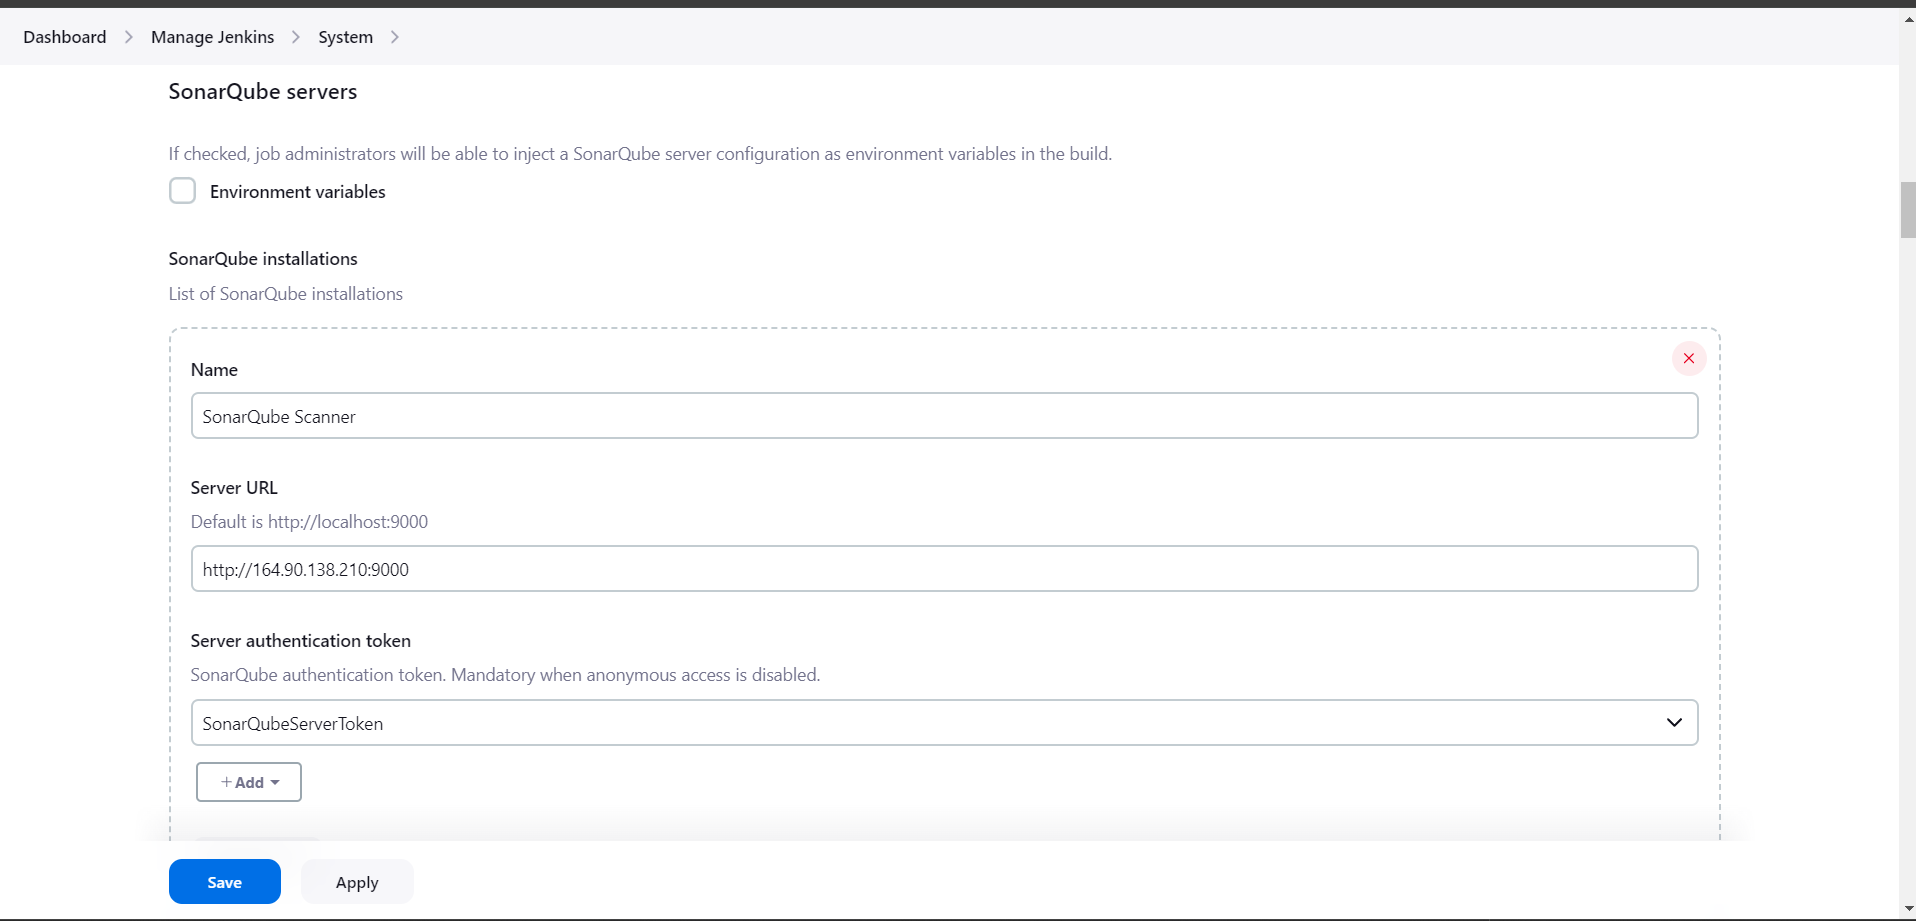 Dashboard > Manage Jenkins > System >
SonarQube servers
If checked, job administrators will be able to inject a SonarQube server configuration as environment variables in the build.
Environment variables
SonarQube installations
List of SonarQube installations
Name
SonarQube Scanner
Server URL
Default is http://localhost:9000
http://164.90.138.210:9000
Server authentication token
SonarQube authentication token. Mandatory when anonymous access is disabled.
SonarQubeServerToken
+ Add
Save Apply